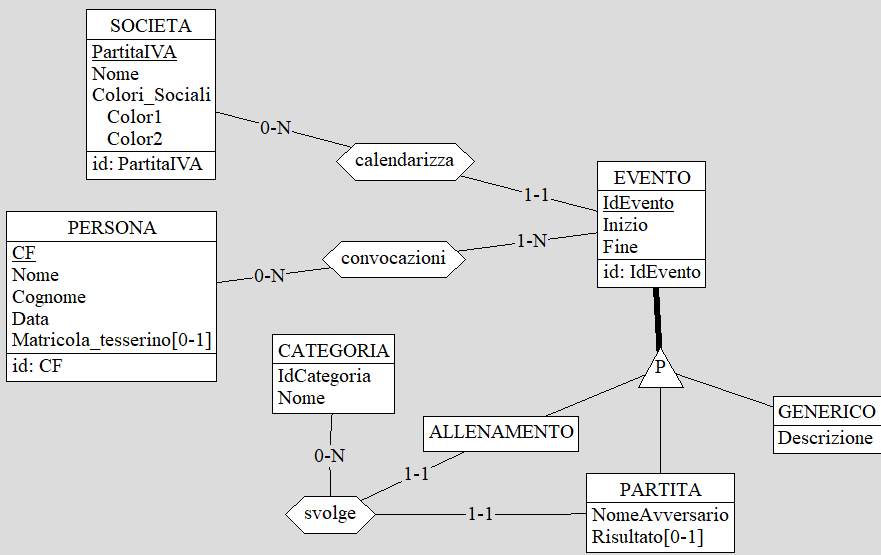 SOCIETA
PartitaIVA
Nome
Colori_Sociali
Color1
Color2
id: PartitaIVA
0-N
calendarizza
1-1
EVENTO
IdEvento
Inizio
Fine
id: IdEvento
PERSONA
CF
Nome
Cognome
Data
Matricola_tesserino[0-1]
id: CF
0-N
convocazioni
1-N
CATEGORIA
IdCategoria
Nome
P
ALLENAMENTO
GENERICO
Descrizione
0-N
1-1
svolge
1-1
PARTITA
NomeAvversario
Risultato[0-1]